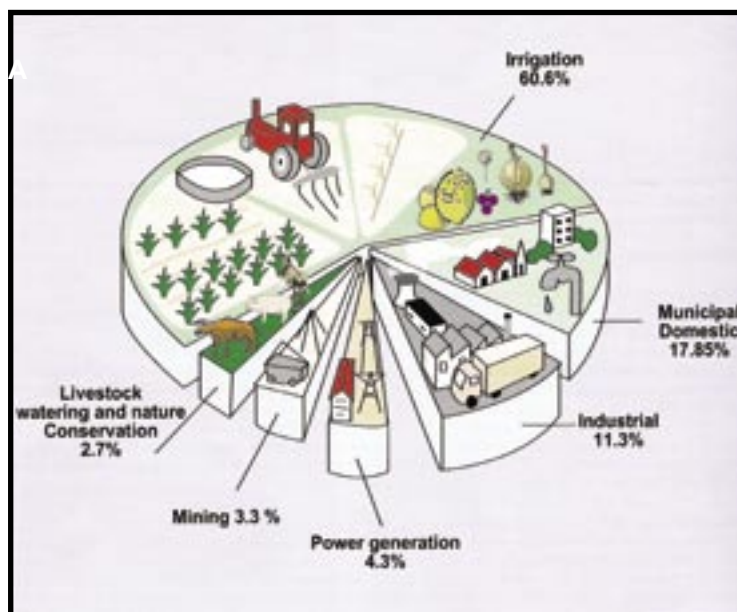 A
Irrigation
60.6%
Municipal
Domestic
17.85%
Industrial
11.3%
Power generation
4.3%
Mining 3.3 %
Livestock
watering and nature
Conservation
2.7%